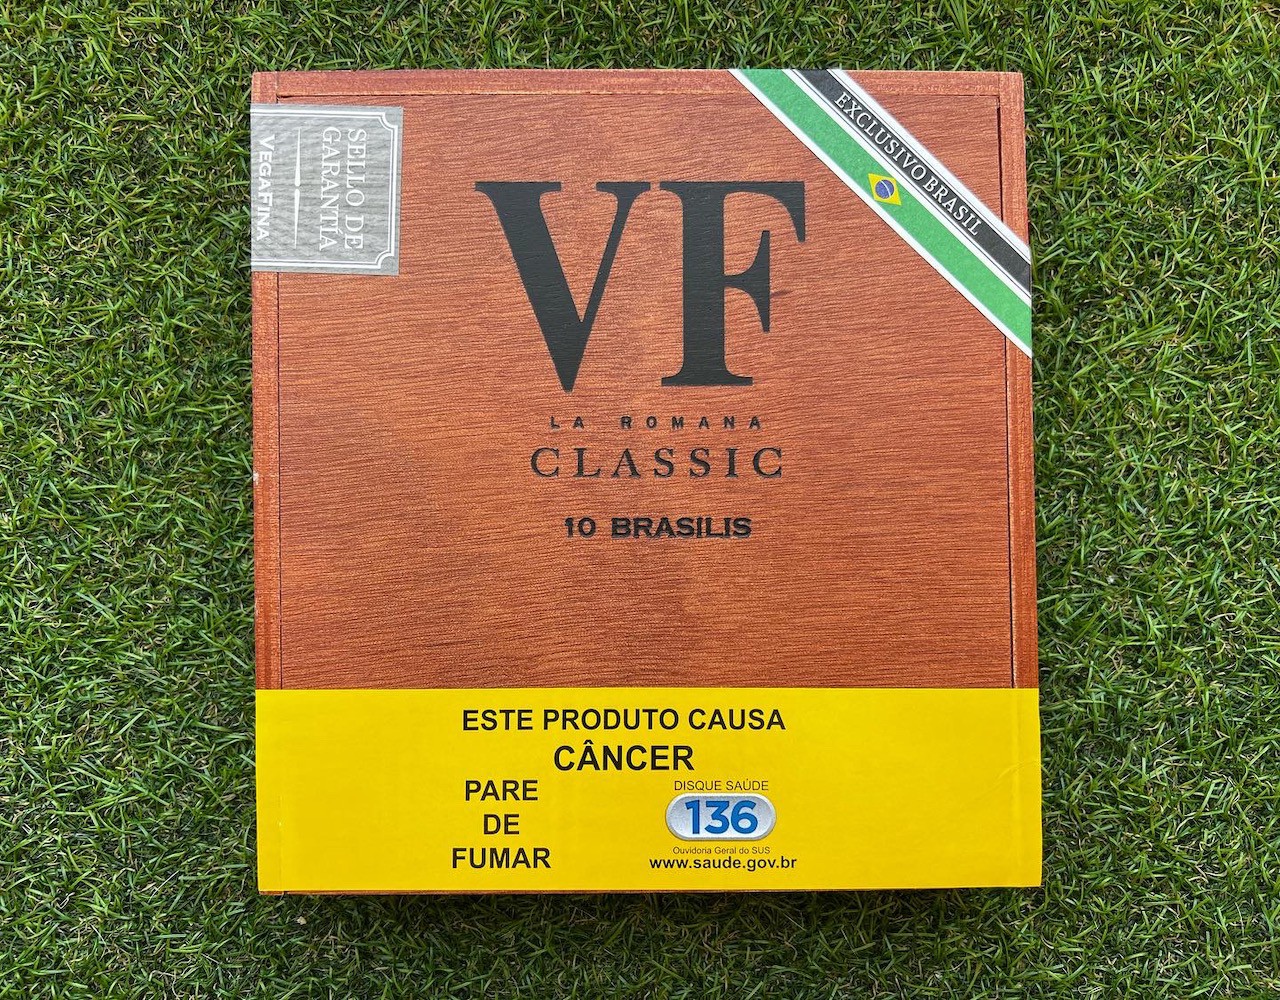 SELLO DE
GARANTÍA
VEGAFINA
EXCLUSIVO BRASIL
VF
LA ROMANA
CLASSIC
10 BRASILIS
ESTE PRODUTO CAUSA
CÂNCER
PARE
DE
FUMAR
DISQUE SAÚDE
136
Ouvidoria Geral do SUS
www.saude.gov.br